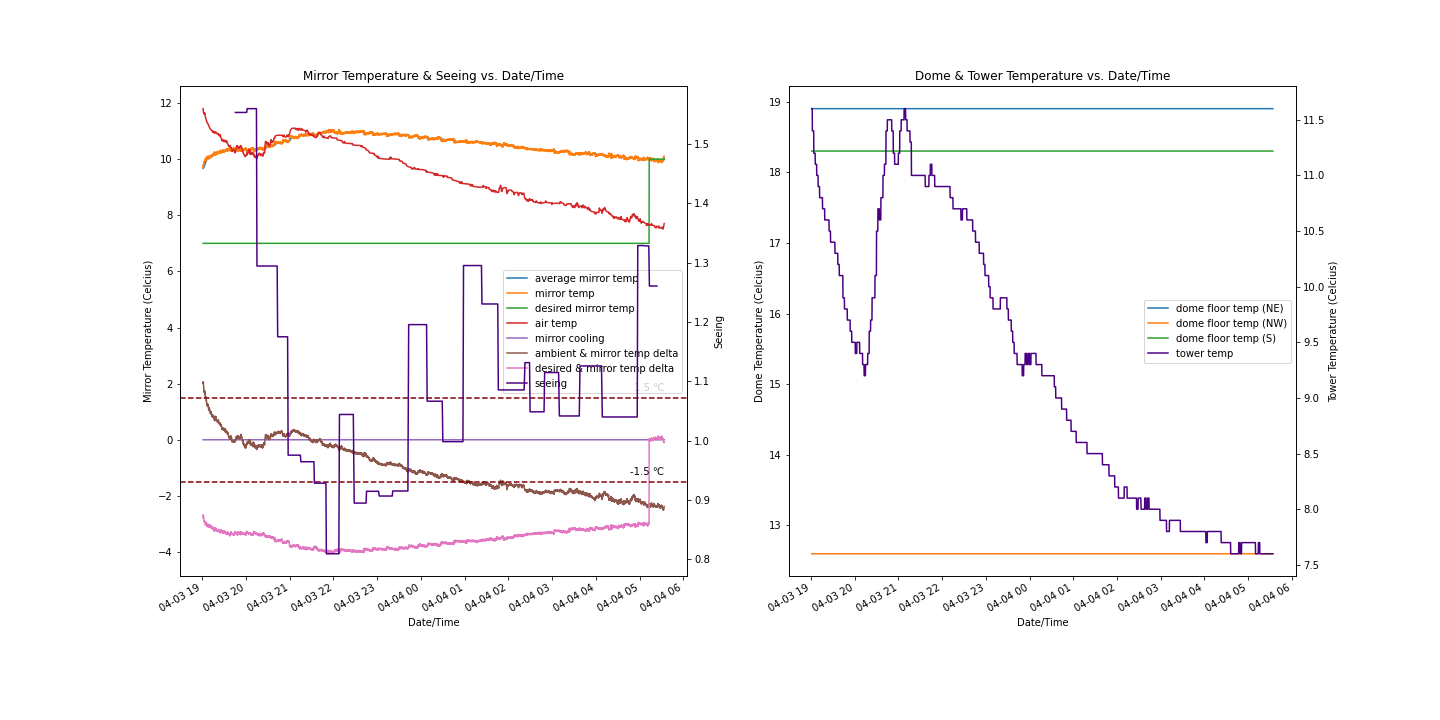 Mirror Temperature & Seeing vs. Date/Time
Mirror Temperature (Celcius)
12
10
8
6
4
2
0
−2
−4
1.5
1.4
1.3
1.2
1.1
1.0
0.9
0.8
Seeing
average mirror temp
mirror temp
desired mirror temp
air temp
mirror cooling
ambient & mirror temp delta
desired & mirror temp delta
seeing
1.5 °C
-1.5 °C
04-03 19
04-03 20
04-03 21
04-03 22
04-03 23
04-04 00
04-04 01
04-04 02
04-04 03
04-04 04
04-04 05
04-04 06
Date/Time
Dome & Tower Temperature vs. Date/Time
Dome Temperature (Celcius)
19
18
17
16
15
14
13
11.5
11.0
10.5
10.0
9.5
9.0
8.5
8.0
7.5
Tower Temperature (Celcius)
dome floor temp (NE)
dome floor temp (NW)
dome floor temp (S)
tower temp
04-03 19
04-03 20
04-03 21
04-03 22
04-03 23
04-04 00
04-04 01
04-04 02
04-04 03
04-04 04
04-04 05
04-04 06
Date/Time